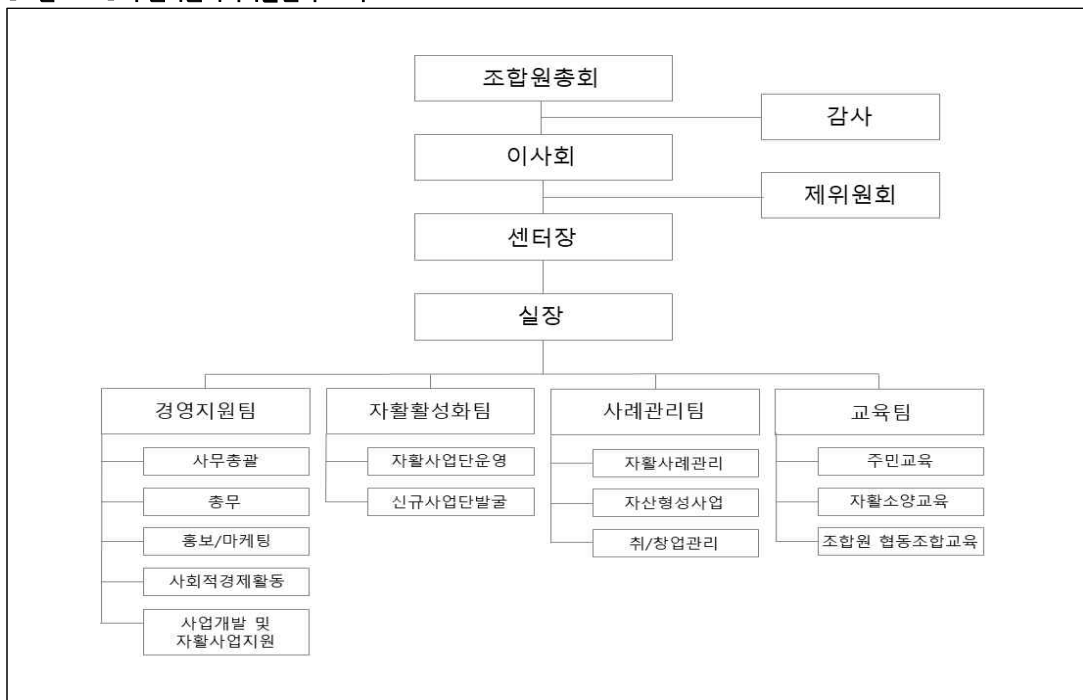 조합원총회
감사
이사회
제위원회
센터장
실장
경영지원팀
사무총괄
총무
홍보/마케팅
사회적경제활동
사업개발 및
자활사업지원
자활활성화팀
자활사업단운영
신규사업단발굴
사례관리팀
자활사례관리
자산형성사업
취/창업관리
교육팀
주민교육
자활소양교육
조합원 협동조합교육